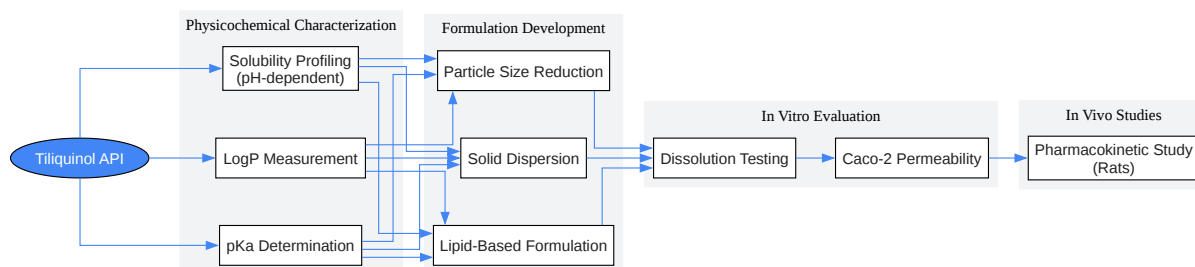 Physicochemical Characterization
Formulation Development
Solubility Profiling
(pH-dependent)
Particle Size Reduction
In Vitro Evaluation
In Vivo Studies
Tiliquinol API
LogP Measurement
Solid Dispersion
Dissolution Testing
Caco-2 Permeability
Pharmacokinetic Study
(Rats)
pKa Determination
Lipid-Based Formulation